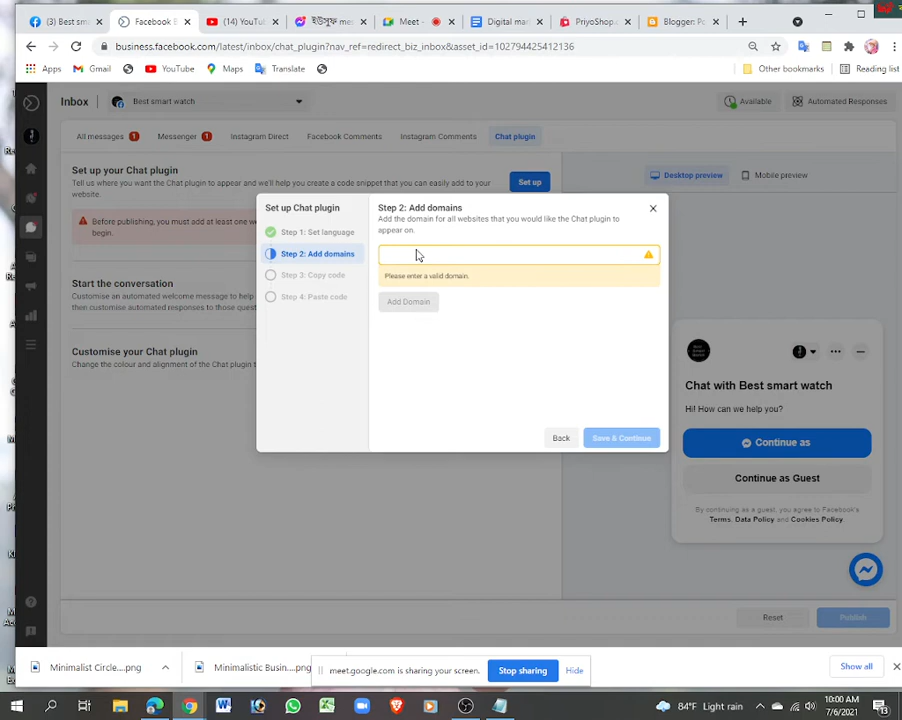 (3) Best sma
Facebook B
(14) YouTu
ইউসুফ mes
Meet -
Digital mar
PriyoShop.
Blogger: Po
business.facebook.com/latest/inbox/chat_plugin?nav_ref=redirect_biz_inbox&asset_id=102794425412136
Apps
Gmail
YouTube
Maps
Translate
Other bookmarks
Reading list
Inbox
Best smart watch
Available
Automated Responses
All messages 1
Messenger 1
Instagram Direct
Facebook Comments
Instagram Comments
Chat plugin
Set up your Chat plugin
Tell us where you want the Chat plugin to appear and we'll help you create a code snippet that you can easily add to your
website.
Set up
Before publishing, you must add at least one w
begin.
Start the conversation
Customise an automated welcome message to help
then customise automated responses to those quest
Customise your Chat plugin
Change the colour and alignment of the Chat plugin t
Set up Chat plugin
Step 1: Set language
Step 2: Add domains
Step 3: Copy code
Step 4: Paste code
Step 2: Add domains
Add the domain for all websites that you would like the Chat plugin to
appear on.
Please enter a valid domain.
Add Domain
Back
Save & Continue
Desktop preview
Mobile preview
Chat with Best smart watch
Hi! How can we help you?
Continue as
Continue as Guest
By continuing as a guest, you agree to Facebook's
Terms, Data Policy and Cookies Policy
Reset
Publish
Minimalist Circle....png
Minimalistic Busin....png
meet.google.com is sharing your screen.
Stop sharing
Hide
Show all
84°F Light rain
10:00 AM
7/6/2021
13